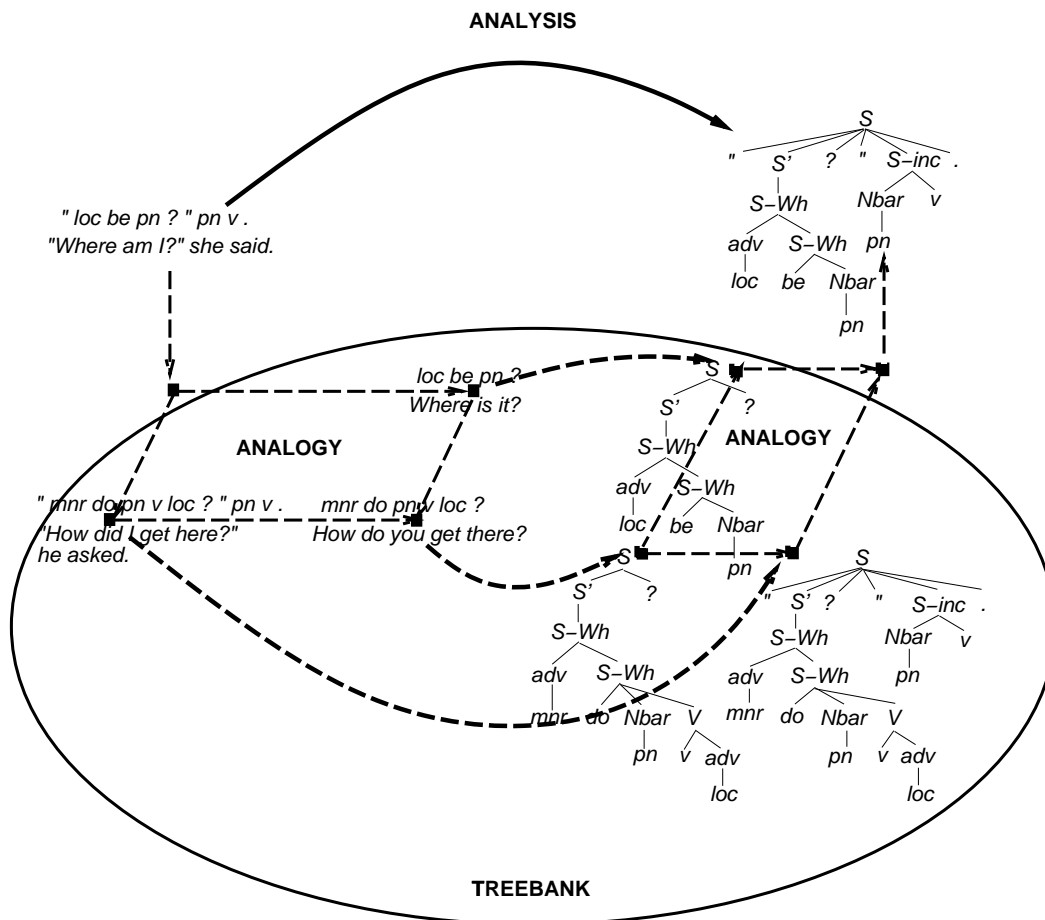 ANALYSIS
S
" S’ ? " S−inc .
S−Wh Nbar v
" loc be pn ? " pn v .
"Where am I?" she said.
adv S−Wh pn
loc be Nbar
pn
loc be pn ?
Where is it?
S
S’ ?
ANALOGY
ANALOGY
S−Wh
adv S−Wh
loc be Nbar
pn
" mnr do pn v loc ? " pn v .
"How did I get here?"
he asked.
mnr do pn v loc ?
How do you get there?
S
S’ ?
S−Wh
adv S−Wh
mnr do Nbar V
pn v adv
loc
S
" S’ ? " S−inc .
S−Wh Nbar v
adv S−Wh pn
mnr do Nbar V
pn v adv
loc
TREEBANK